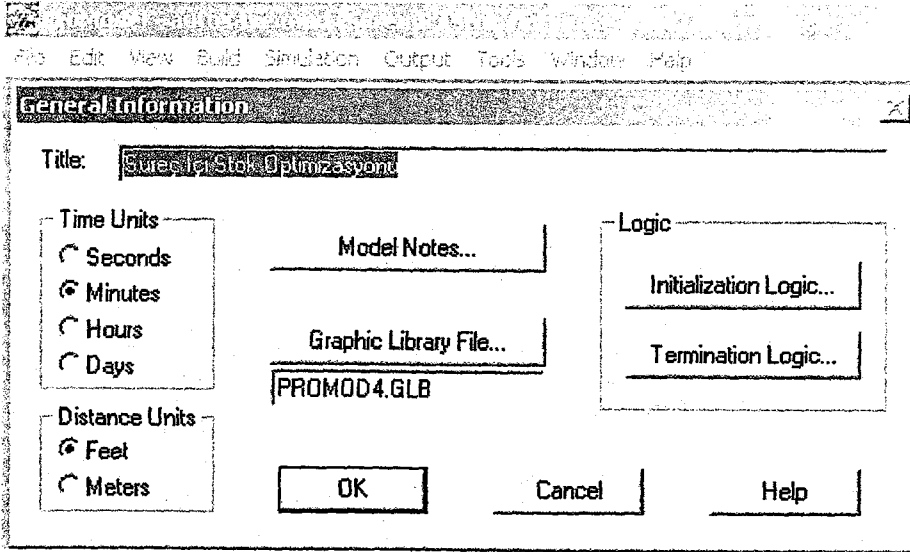 File Edit View Build Simulation Output Tools Window Help
General Information
Title: Süreç İçi Stok Optimizasyonu
Time Units
Seconds
Minutes
Hours
Days
Distance Units
Feet
Meters
Model Notes...
Graphic Library File...
PROMOD4.GLB
Logic
Initialization Logic...
Termination Logic...
OK Cancel Help